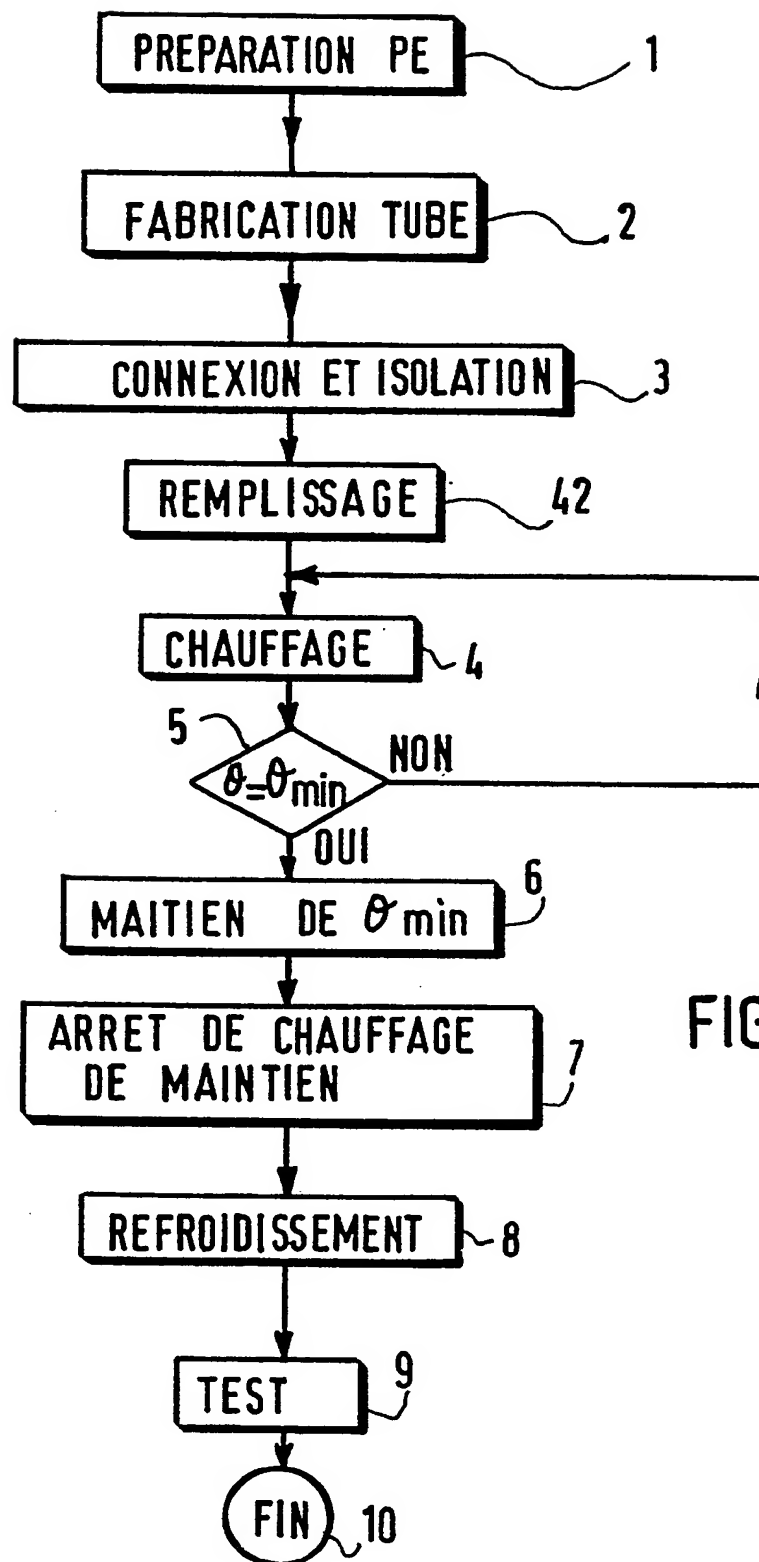 PREPARATION PE
1
FABRICATION TUBE
2
CONNEXION ET ISOLATION
3
REMPLISSAGE
42
CHAUFFAGE
4
5
θ=θmin
NON
OUI
6
MAITIEN DE θmin
ARRET DE CHAUFFAGE
DE MAINTIEN
7
FIG
REFROIDISSEMENT
8
TEST
9
FIN
10